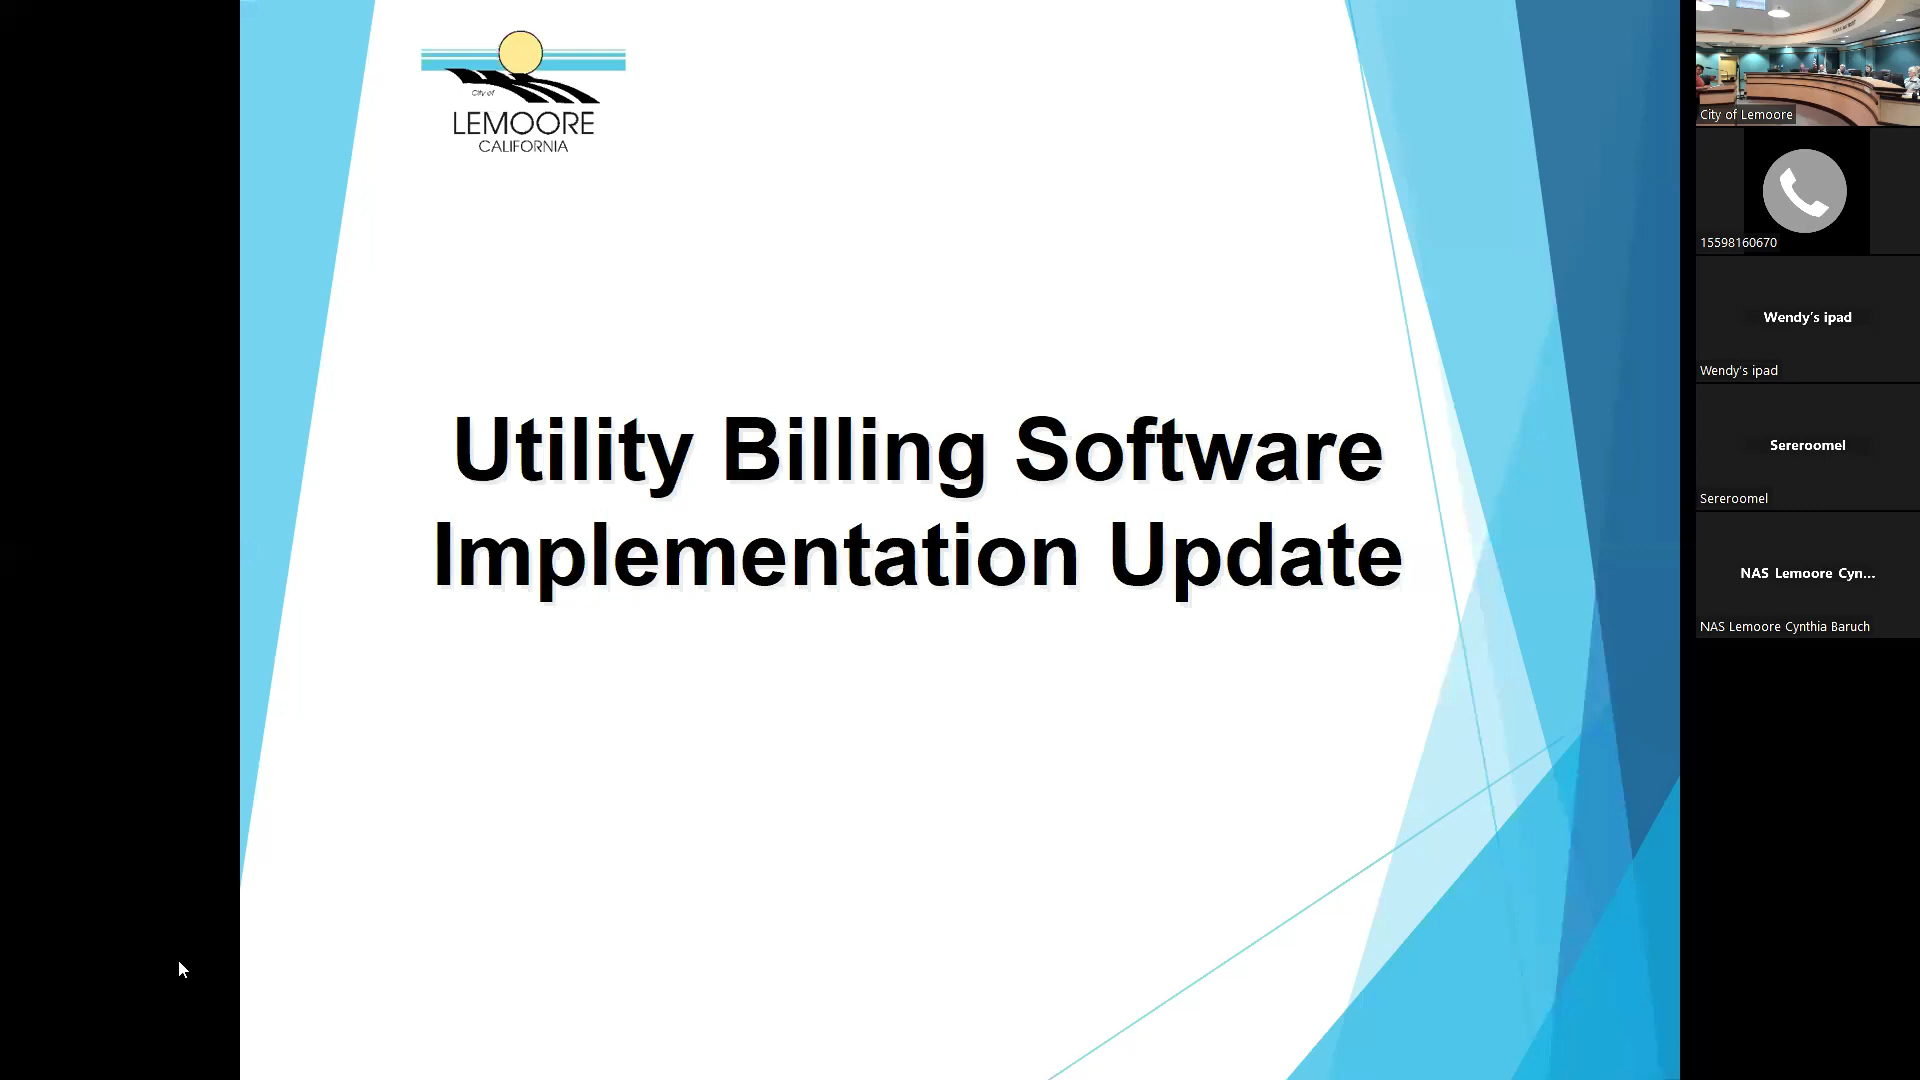 City of
LEMOORE
CALIFORNIA
Utility Billing Software
Implementation Update
City of Lemoore
15598160670
Wendy's ipad
Wendy's ipad
Sereroomel
Sereroomel
NAS Lemoore Cyn...
NAS Lemoore Cynthia Baruch